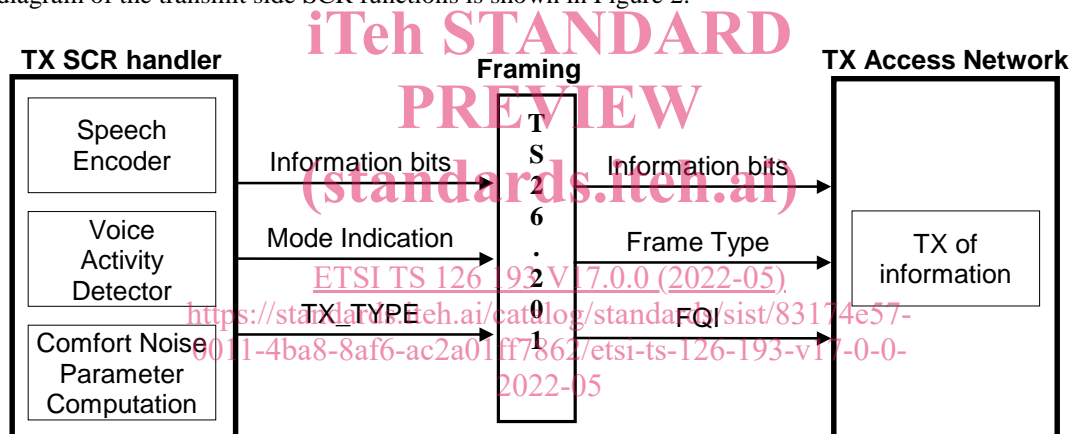 diagram of the transmit side SCR functions is shown in Figure 2.
iTeh STANDARD
PREVIEW
(standards.iteh.ai)
ETSI TS 126 193 V17.0.0 (2022-05)
https://standards.iteh.ai/catalog/standards/sist/83174e57-
0011-4ba8-8af6-ac2a01ff7862/etsi-ts-126-193-v17-0-0-
2022-05
TX SCR handler
Speech
Encoder
Voice
Activity
Detector
Comfort Noise
Parameter
Computation
Information bits
Mode Indication
TX_TYPE
Framing
T
S
2
6
.
2
0
1
Information bits
Frame Type
FQI
TX Access Network
TX of
information